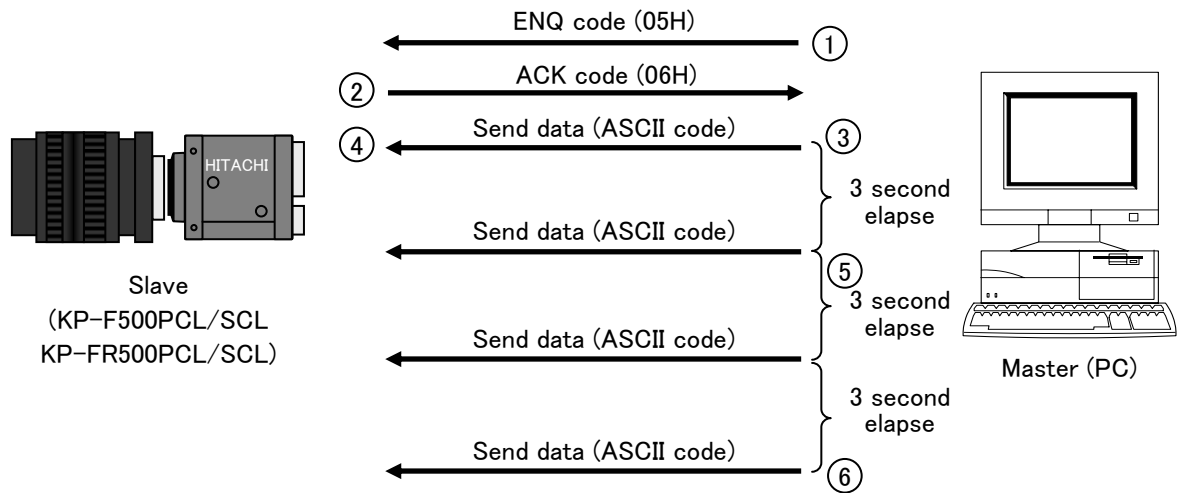 ENQ code (05H)
①
ACK code (06H)
②
Send data (ASCII code)
③
④
HITACHI
3 second
elapse
Send data (ASCII code)
⑤
Slave
(KP-F500PCL/SCL
KP-FR500PCL/SCL)
3 second
elapse
Send data (ASCII code)
Master (PC)
3 second
elapse
Send data (ASCII code)
⑥